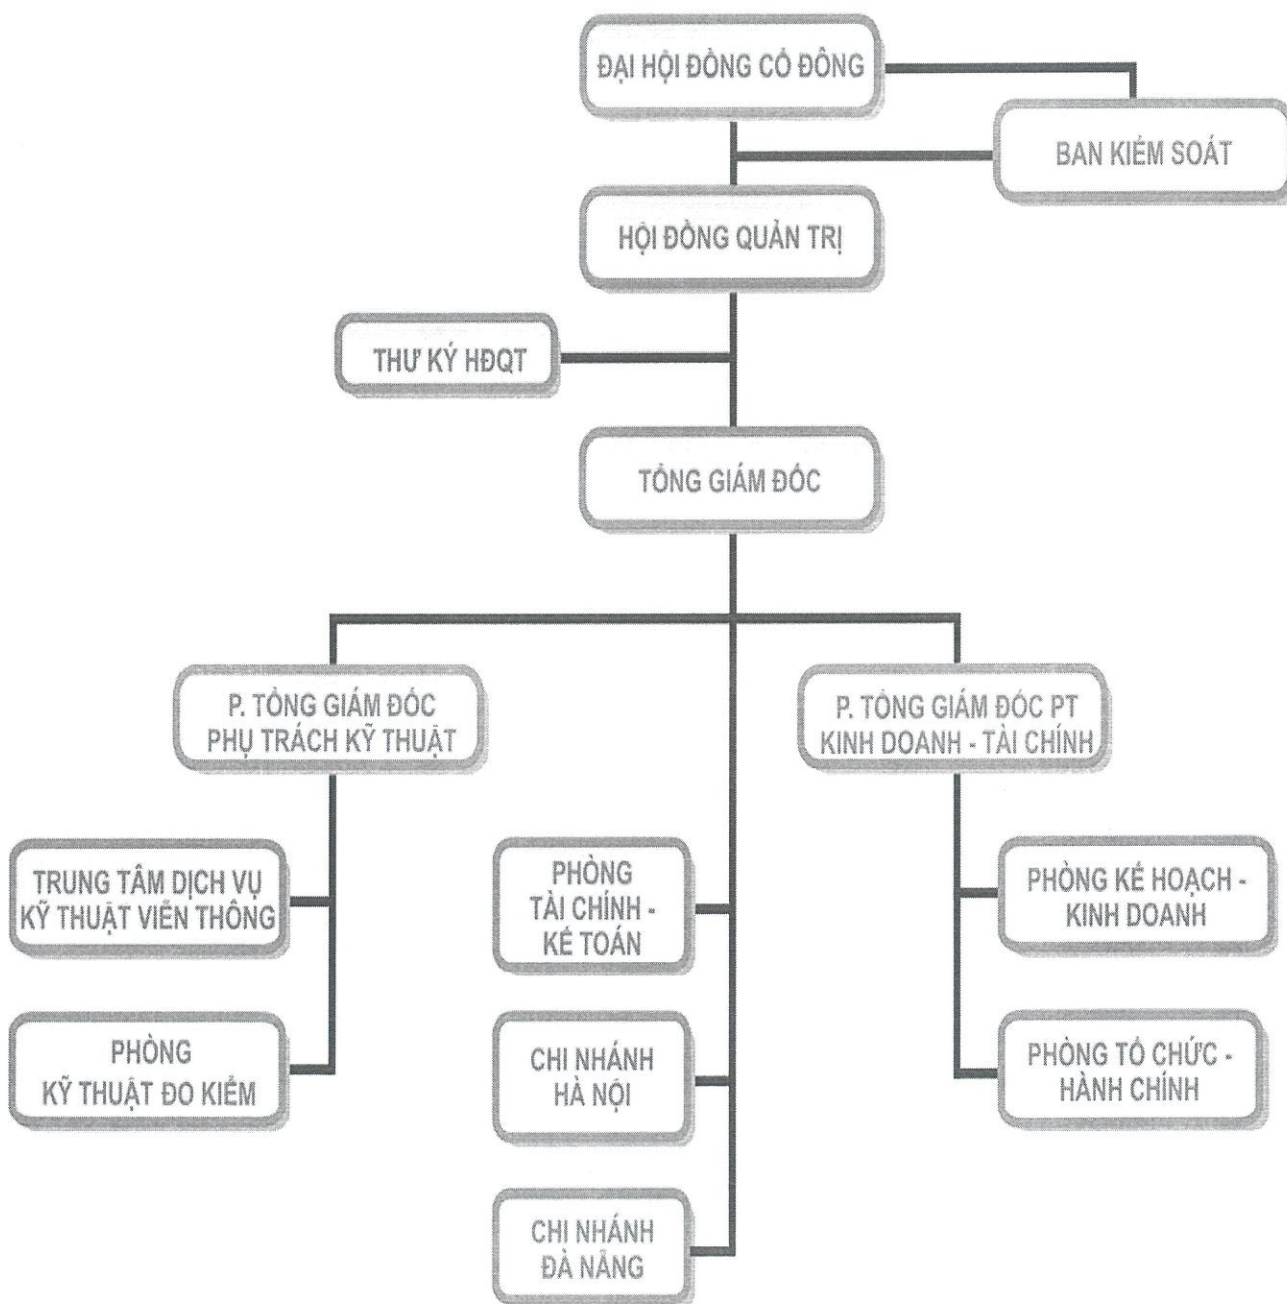 ĐẠI HỘI ĐỒNG CỔ ĐÔNG
BAN KIỂM SOÁT
HỘI ĐỒNG QUẢN TRỊ
THƯ KÝ HĐQT
TỔNG GIÁM ĐỐC
P. TỔNG GIÁM ĐỐC
PHỤ TRÁCH KỸ THUẬT
P. TỔNG GIÁM ĐỐC PT
KINH DOANH - TÀI CHÍNH
TRUNG TÂM DỊCH VỤ
KỸ THUẬT VIỄN THÔNG
PHÒNG
TÀI CHÍNH -
KẾ TOÁN
PHÒNG KẾ HOẠCH -
KINH DOANH
PHÒNG
KỸ THUẬT ĐO KIỂM
CHI NHÁNH
HÀ NỘI
PHÒNG TỔ CHỨC -
HÀNH CHÍNH
CHI NHÁNH
ĐÀ NẴNG